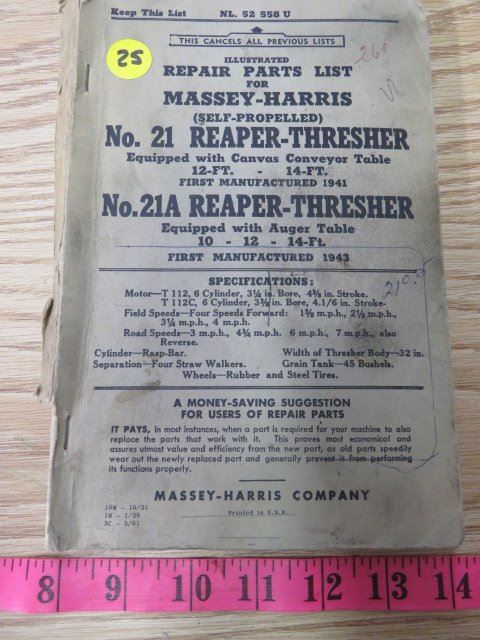 Keep This List NL. 52 558 U
THIS CANCELS ALL PREVIOUS LISTS
25
ILLUSTRATED
REPAIR PARTS LIST
FOR
MASSEY-HARRIS
(SELF-PROPELLED)
No. 21 REAPER-THRESHER
Equipped with Canvas Conveyor Table
12-FT. - 14-FT.
FIRST MANUFACTURED 1941
No. 21A REAPER-THRESHER
Equipped with Auger Table
10 - 12 - 14-Ft.
FIRST MANUFACTURED 1943
SPECIFICATIONS:
Motor—T 112, 6 Cylinder, 3¼ in. Bore, 4⅜ in. Stroke.
T 112C, 6 Cylinder, 3⅜ in. Bore, 4.1/6 in. Stroke.
Field Speeds—Four Speeds Forward: 1⅝ m.p.h., 2½ m.p.h.,
3¼ m.p.h., 4 m.p.h.
Road Speeds—3 m.p.h., 4¾ m.p.h. 6 m.p.h., 7 m.p.h., also
Reverse.
Cylinder—Rasp-Bar. Width of Thresher Body—32 in.
Separation—Four Straw Walkers. Grain Tank—45 Bushels.
Wheels—Rubber and Steel Tires.
A MONEY-SAVING SUGGESTION
FOR USERS OF REPAIR PARTS
IT PAYS, in most instances, when a part is required for your machine to also
replace the parts that work with it. This proves most economical and
assures utmost value and efficiency from the new part, as old parts speedily
wear out the newly replaced part and generally prevent it from performing
its functions properly.
MASSEY-HARRIS COMPANY
10M - 10/51
1M - 1/59
3C - 5/61
Printed in U.S.A.
8 9 10 11 12 13 14